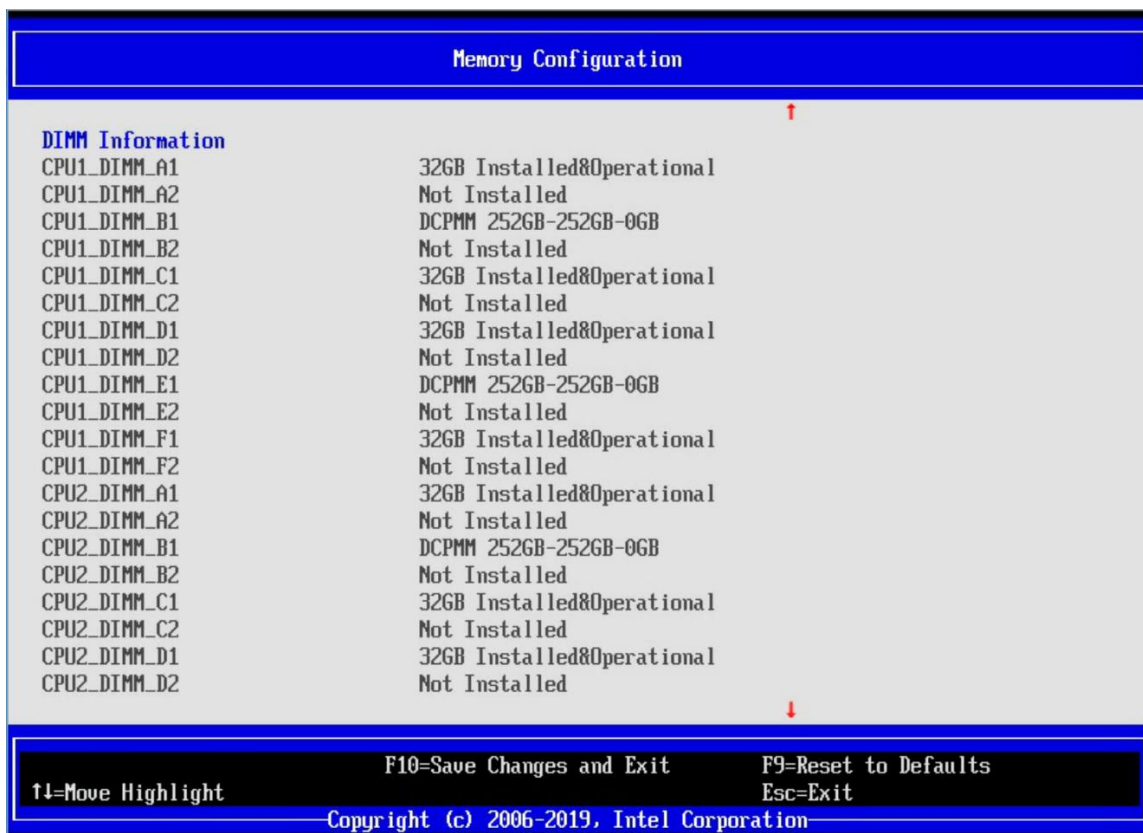 Memory Configuration
DIMM Information
CPU1_DIMM_A1 32GB Installed&Operational
CPU1_DIMM_A2 Not Installed
CPU1_DIMM_B1 DCPMM 252GB-252GB-0GB
CPU1_DIMM_B2 Not Installed
CPU1_DIMM_C1 32GB Installed&Operational
CPU1_DIMM_C2 Not Installed
CPU1_DIMM_D1 32GB Installed&Operational
CPU1_DIMM_D2 Not Installed
CPU1_DIMM_E1 DCPMM 252GB-252GB-0GB
CPU1_DIMM_E2 Not Installed
CPU1_DIMM_F1 32GB Installed&Operational
CPU1_DIMM_F2 Not Installed
CPU2_DIMM_A1 32GB Installed&Operational
CPU2_DIMM_A2 Not Installed
CPU2_DIMM_B1 DCPMM 252GB-252GB-0GB
CPU2_DIMM_B2 Not Installed
CPU2_DIMM_C1 32GB Installed&Operational
CPU2_DIMM_C2 Not Installed
CPU2_DIMM_D1 32GB Installed&Operational
CPU2_DIMM_D2 Not Installed
F10=Save Changes and Exit F9=Reset to Defaults
↑↓=Move Highlight Esc=Exit
Copyright (c) 2006-2019, Intel Corporation